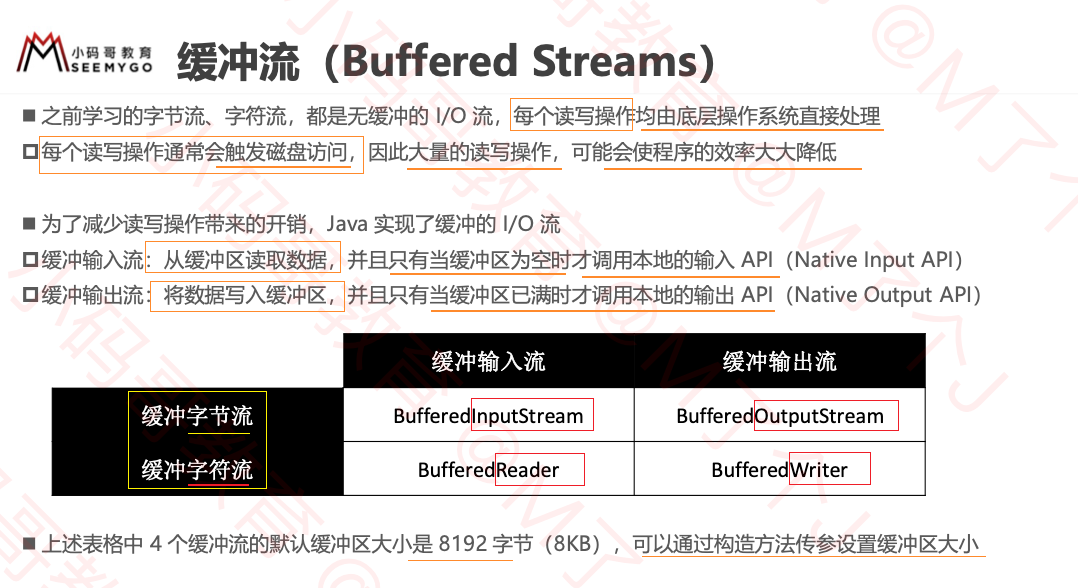 小码哥教育
SEEMYGO
缓冲流（Buffered Streams）
■ 之前学习的字节流、字符流，都是无缓冲的 I/O 流，每个读写操作均由底层操作系统直接处理
每个读写操作通常会触发磁盘访问，因此大量的读写操作，可能会使程序的效率大大降低
■ 为了减少读写操作带来的开销，Java 实现了缓冲的 I/O 流
缓冲输入流：从缓冲区读取数据，并且只有当缓冲区为空时才调用本地的输入 API（Native Input API）
缓冲输出流：将数据写入缓冲区，并且只有当缓冲区已满时才调用本地的输出 API（Native Output API）
缓冲输入流 缓冲输出流
缓冲字节流 BufferedInputStream BufferedOutputStream
缓冲字符流 BufferedReader BufferedWriter
■ 上述表格中 4 个缓冲流的默认缓冲区大小是 8192 字节（8KB），可以通过构造方法传参设置缓冲区大小